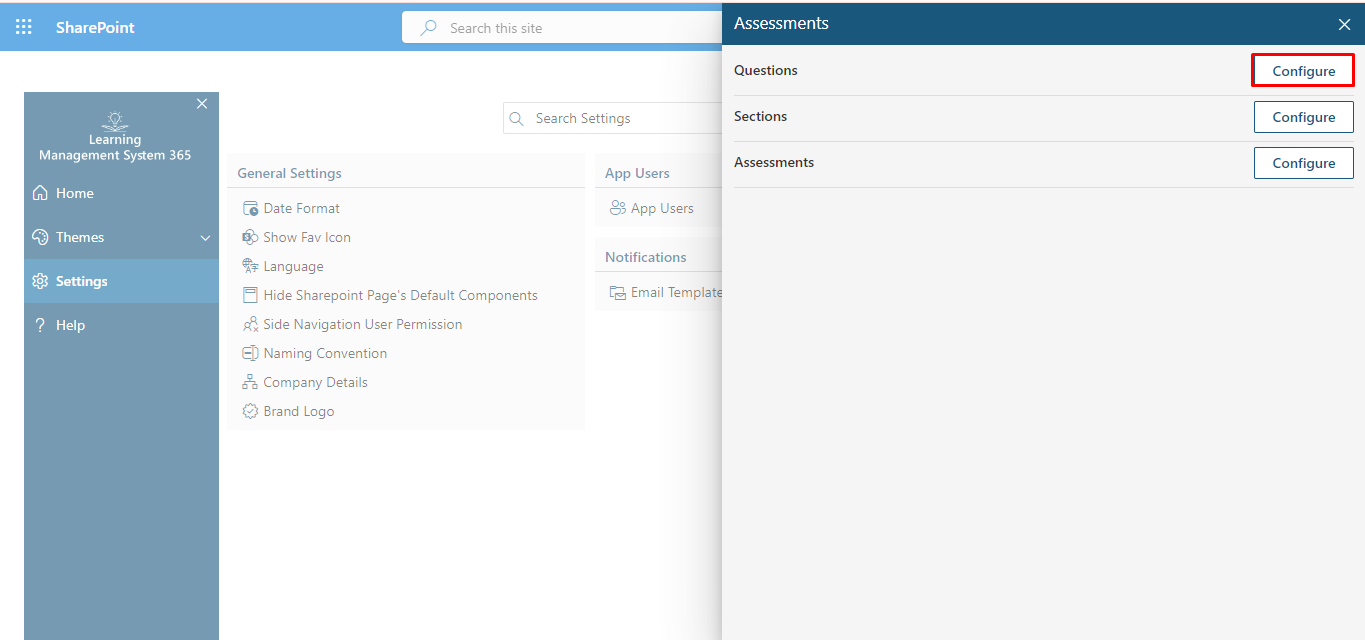 SharePoint
Search this site
Learning
Management System 365
Home
Themes
Settings
? Help
Search Settings
General Settings
Date Format
Show Fav Icon
Language
Hide Sharepoint Page's Default Components
Side Navigation User Permission
Naming Convention
Company Details
Brand Logo
App Users
App Users
Notifications
Email Template
Assessments
Questions Configure
Sections Configure
Assessments Configure